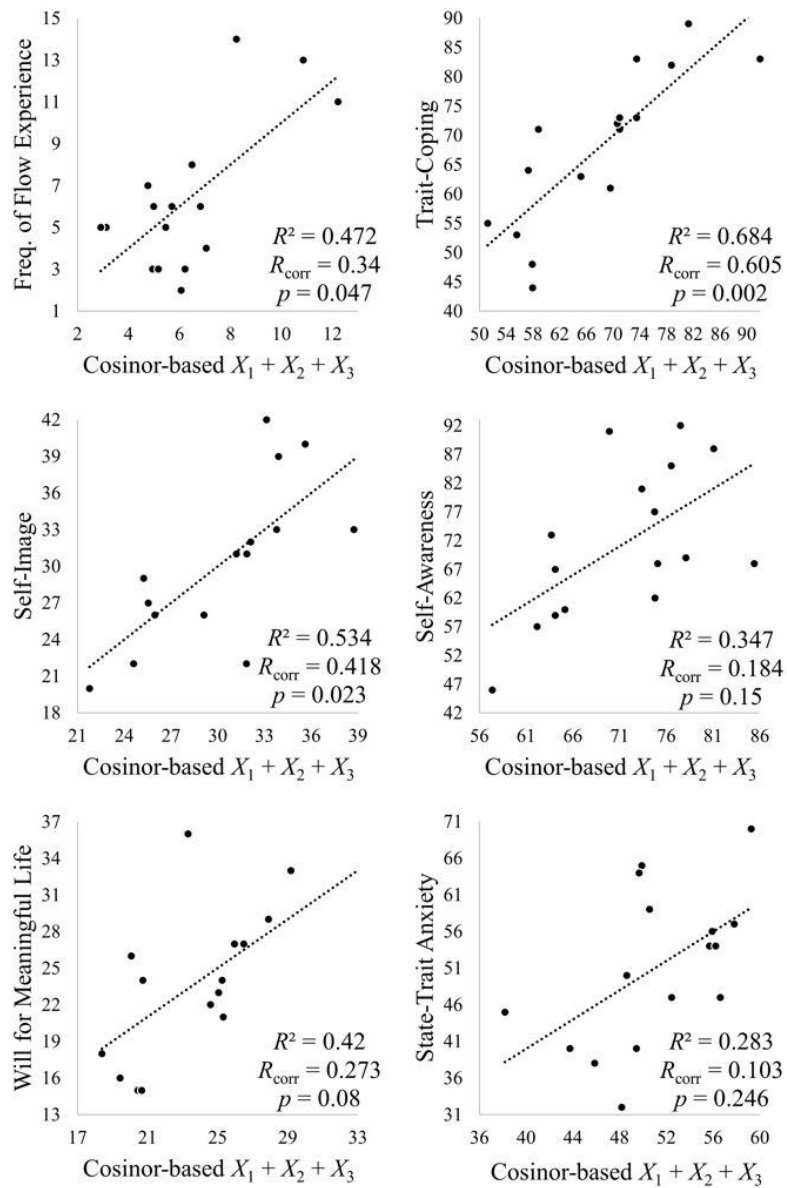 15
13
11
9
7
5
3
1
Freq. of Flow Experience
R² = 0.472
R_corr = 0.34
p = 0.047
2 4 6 8 10 12
Cosinor-based X₁ + X₂ + X₃
90
85
80
75
70
65
60
55
50
45
40
Trait-Coping
R² = 0.684
R_corr = 0.605
p = 0.002
50 54 58 62 66 70 74 78 82 86 90
Cosinor-based X₁ + X₂ + X₃
42
39
36
33
30
27
24
21
18
Self-Image
R² = 0.534
R_corr = 0.418
p = 0.023
21 24 27 30 33 36 39
Cosinor-based X₁ + X₂ + X₃
92
87
82
77
72
67
62
57
52
47
42
Self-Awareness
R² = 0.347
R_corr = 0.184
p = 0.15
56 61 66 71 76 81 86
Cosinor-based X₁ + X₂ + X₃
37
34
31
28
25
22
19
16
13
Will for Meaningful Life
R² = 0.42
R_corr = 0.273
p = 0.08
17 21 25 29 33
Cosinor-based X₁ + X₂ + X₃
71
66
61
56
51
46
41
36
31
State-Trait Anxiety
R² = 0.283
R_corr = 0.103
p = 0.246
36 40 44 48 52 56 60
Cosinor-based X₁ + X₂ + X₃